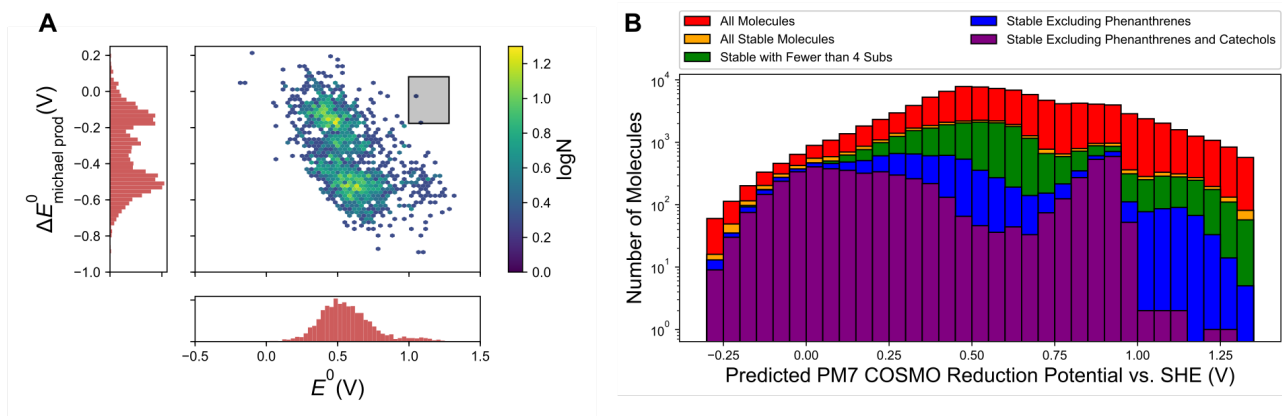 A
ΔE⁰ michael prod (V)
0.2
0.0
−0.2
−0.4
−0.6
−0.8
−1.0
1.2
1.0
0.8
0.6
0.4
0.2
0.0
logN
−0.5 0.0 0.5 1.0 1.5
E⁰(V)
B
All Molecules
All Stable Molecules
Stable with Fewer than 4 Subs
Stable Excluding Phenanthrenes
Stable Excluding Phenanthrenes and Catechols
Number of Molecules
10⁴
10³
10²
10¹
10⁰
−0.25 0.00 0.25 0.50 0.75 1.00 1.25
Predicted PM7 COSMO Reduction Potential vs. SHE (V)